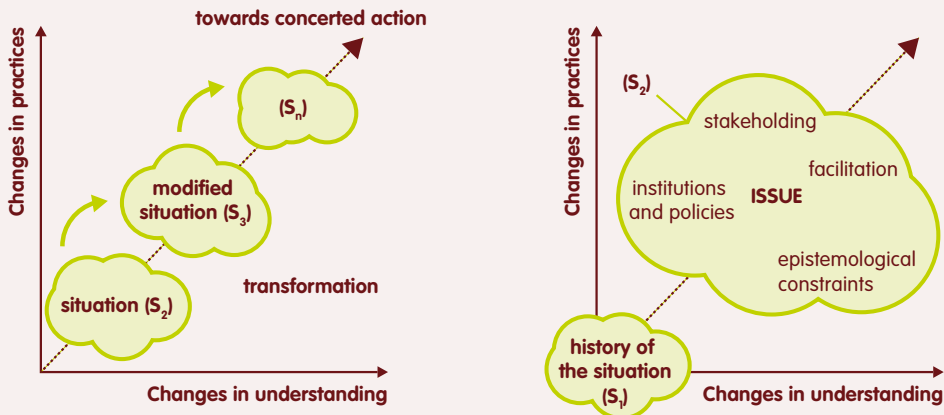 towards concerted action
Changes in practices
(Sₙ)
modified
situation (S₃)
situation (S₂)
transformation
Changes in understanding
Changes in practices
(S₂)
stakeholding
facilitation
institutions
and policies
ISSUE
epistemological
constraints
history of
the situation
(S₁)
Changes in understanding